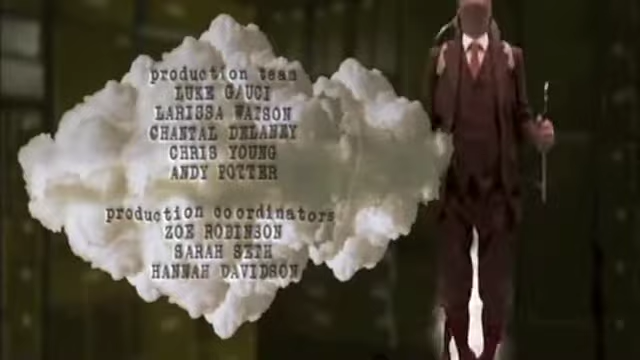 production team
LUKE GAUCI
LARISSA WATSON
CHANTAL DELANEY
CHRIS YOUNG
ANDY POTTER
production coordinators
ZOE ROBINSON
SARAH SETH
HANNAH DAVIDSON